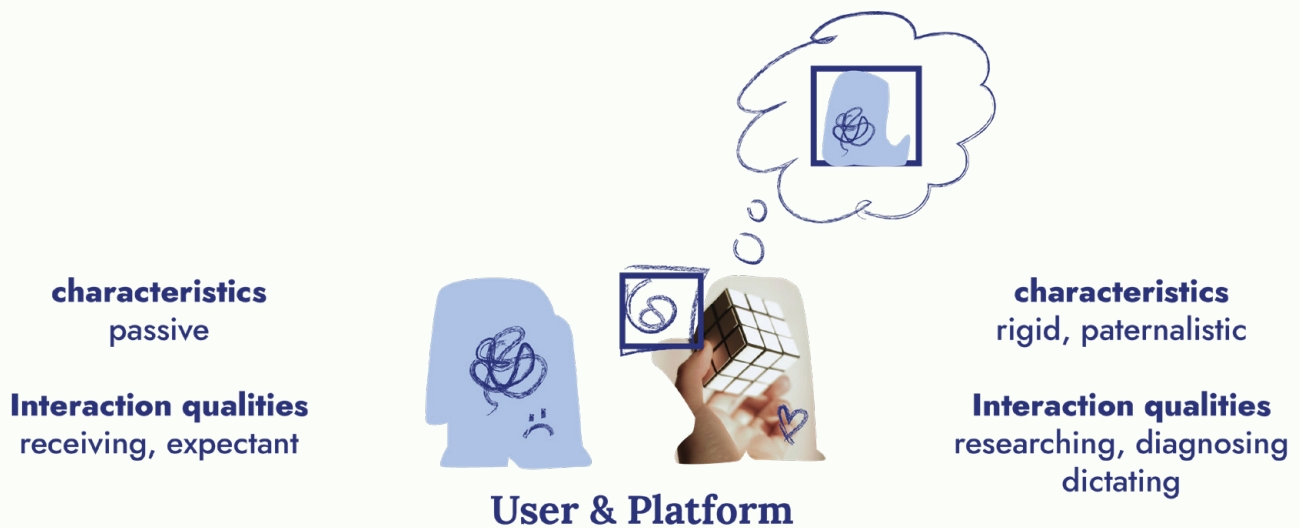 characteristics
passive
Interaction qualities
receiving, expectant
characteristics
rigid, paternalistic
Interaction qualities
researching, diagnosing
dictating
User & Platform